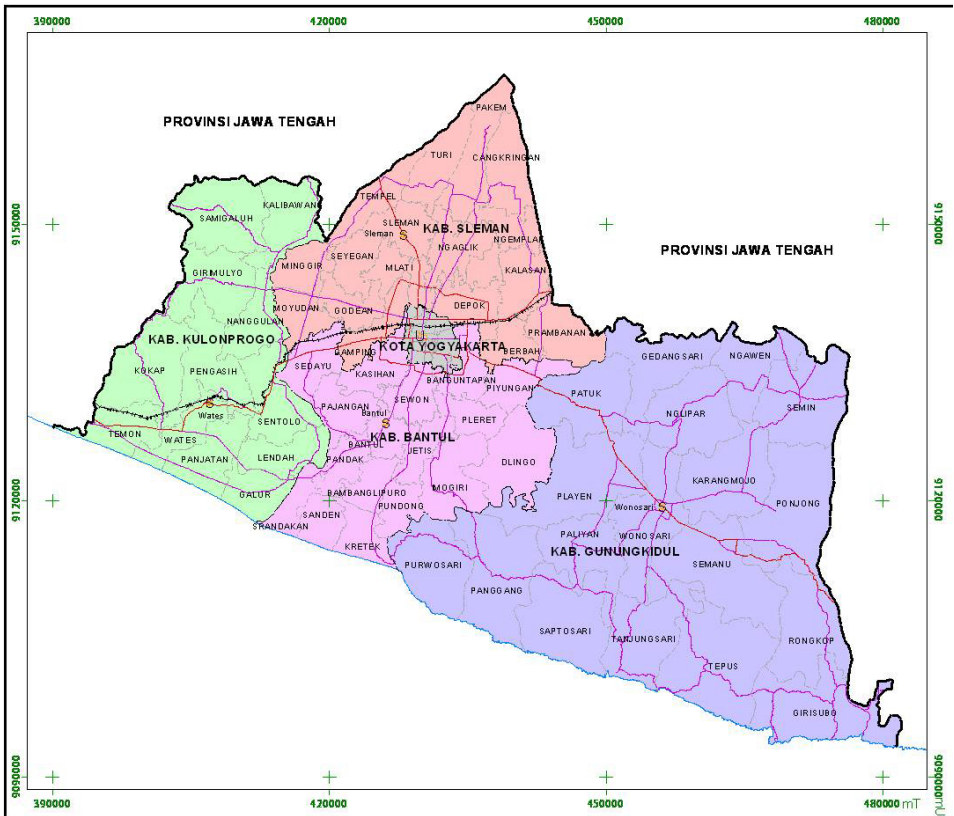 390000
420000
450000
480000
PAKEM
PROVINSI JAWA TENGAH
TURI
CANGKRINGAN
TEMPEL
KALIBAWANG
SAMIGALUH
9150000
SLEMAN
KAB. SLEMAN
9150000
Sleman
S
NGEMPLAK
NGAGLIK
PROVINSI JAWA TENGAH
SEYEGAN
MINGGIR
MLATI
KALASAN
GIRIMULYO
MOYUDAN
GODEAN
DEPOK
NANGGULAN
PRAMBANAN
KAB. KULONPROGO
KOTA YOGYAKARTA
GAMPING
BERBAH
GEDANGSARI
NGAWEN
SEDAYU
KOKAP
PENGASIH
KASIHAN
BANGUNTAPAN
PIYUNGAN
PATUK
SEWON
S
Wates
PAJANGAN
Bantul
S
NGLIPAR
SEMIN
SENTOLO
PLERET
TEMON
WATES
KAB. BANTUL
BANTUL
JETIS
PANJATAN
LENDAH
PANDAK
DLINGO
KARANGMOJO
GALUR
BAMBANGLIPURO
MOGIRI
PLAYEN
PONJONG
9120000
PUNDONG
Wonosari
S
9120000
SANDEN
SRANDAKAN
PALIYAN
WONOSARI
KRETEK
KAB. GUNUNGKIDUL
PURWOSARI
SEMANU
PANGGANG
SAPTOSARI
TANJUNGSARI
RONGKOP
TEPUS
GIRISUBO
9090000
9090000
mU
390000
420000
450000
480000 mT